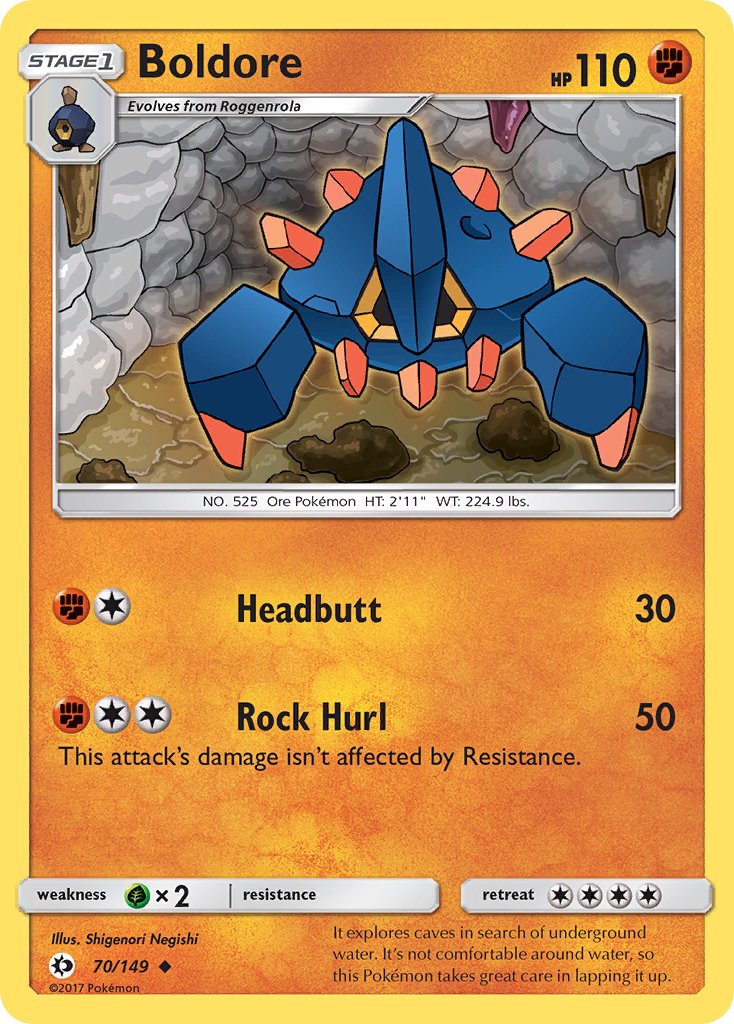 STAGE1
Boldore
HP 110
Evolves from Roggenrola
NO. 525 Ore Pokémon HT: 2'11" WT: 224.9 lbs.
Headbutt 30
Rock Hurl 50
This attack's damage isn't affected by Resistance.
weakness ×2 resistance retreat
Illus. Shigenori Negishi
70/149
©2017 Pokémon
It explores caves in search of underground
water. It's not comfortable around water, so
this Pokémon takes great care in lapping it up.